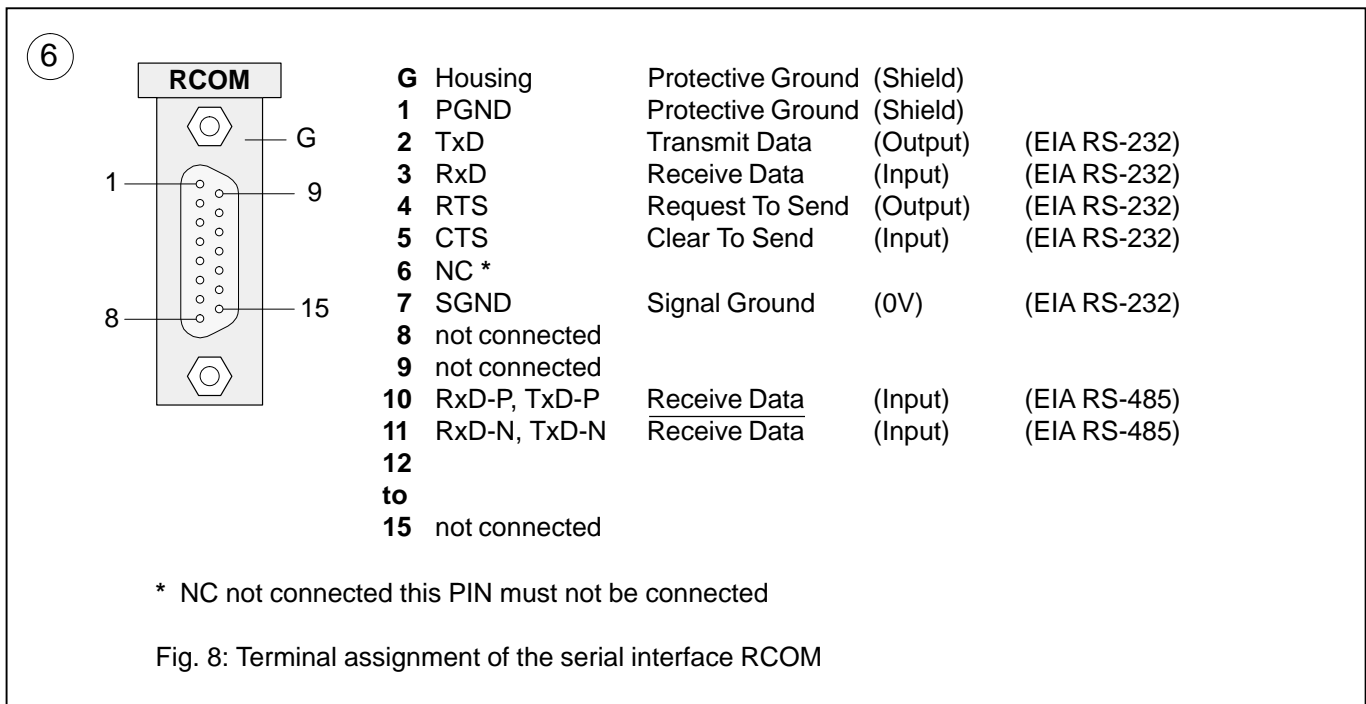 6
RCOM
G
1
9
15
8
G Housing Protective Ground (Shield)
1 PGND Protective Ground (Shield)
2 TxD Transmit Data (Output) (EIA RS-232)
3 RxD Receive Data (Input) (EIA RS-232)
4 RTS Request To Send (Output) (EIA RS-232)
5 CTS Clear To Send (Input) (EIA RS-232)
6 NC *
7 SGND Signal Ground (0V) (EIA RS-232)
8 not connected
9 not connected
10 RxD-P, TxD-P Receive Data (Input) (EIA RS-485)
11 RxD-N, TxD-N Receive Data (Input) (EIA RS-485)
12
to
15 not connected
* NC not connected this PIN must not be connected
Fig. 8: Terminal assignment of the serial interface RCOM